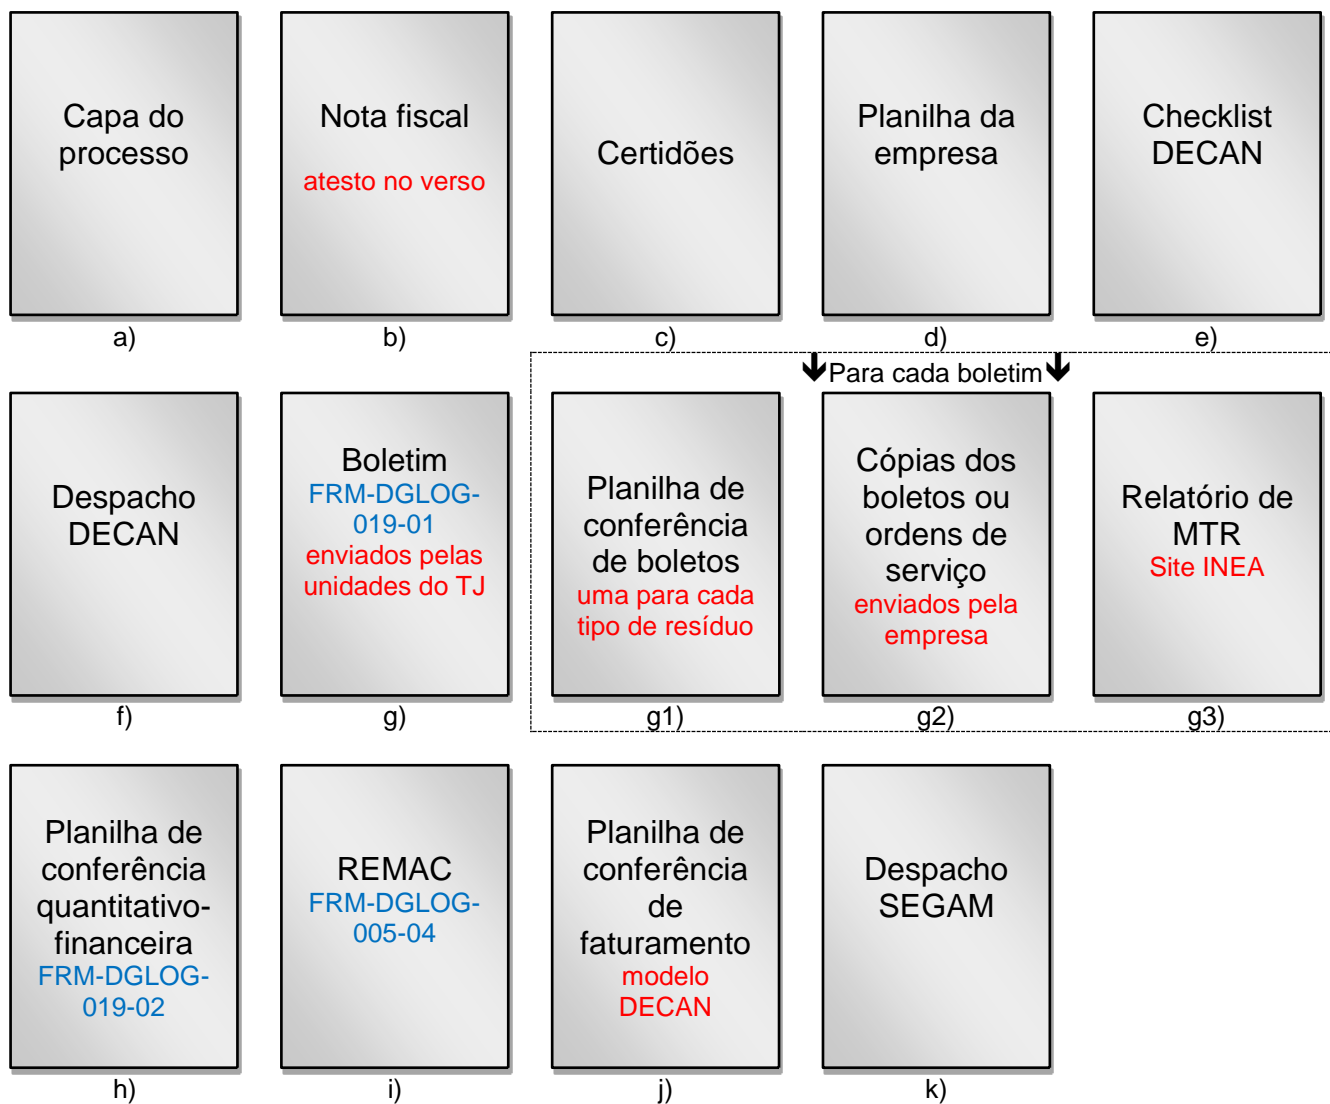 Capa do
processo
a)
Nota fiscal
atesto no verso
b)
Certidões
c)
Planilha da
empresa
d)
Checklist
DECAN
e)
Para cada boletim
Despacho
DECAN
f)
Boletim
FRM-DGLOG-
019-01
enviados pelas
unidades do TJ
g)
Planilha de
conferência
de boletos
uma para cada
tipo de resíduo
g1)
Cópias dos
boletos ou
ordens de
serviço
enviados pela
empresa
g2)
Relatório de
MTR
Site INEA
g3)
Planilha de
conferência
quantitativo-
financeira
FRM-DGLOG-
019-02
h)
REMAC
FRM-DGLOG-
005-04
i)
Planilha de
conferência
de
faturamento
modelo
DECAN
j)
Despacho
SEGAM
k)